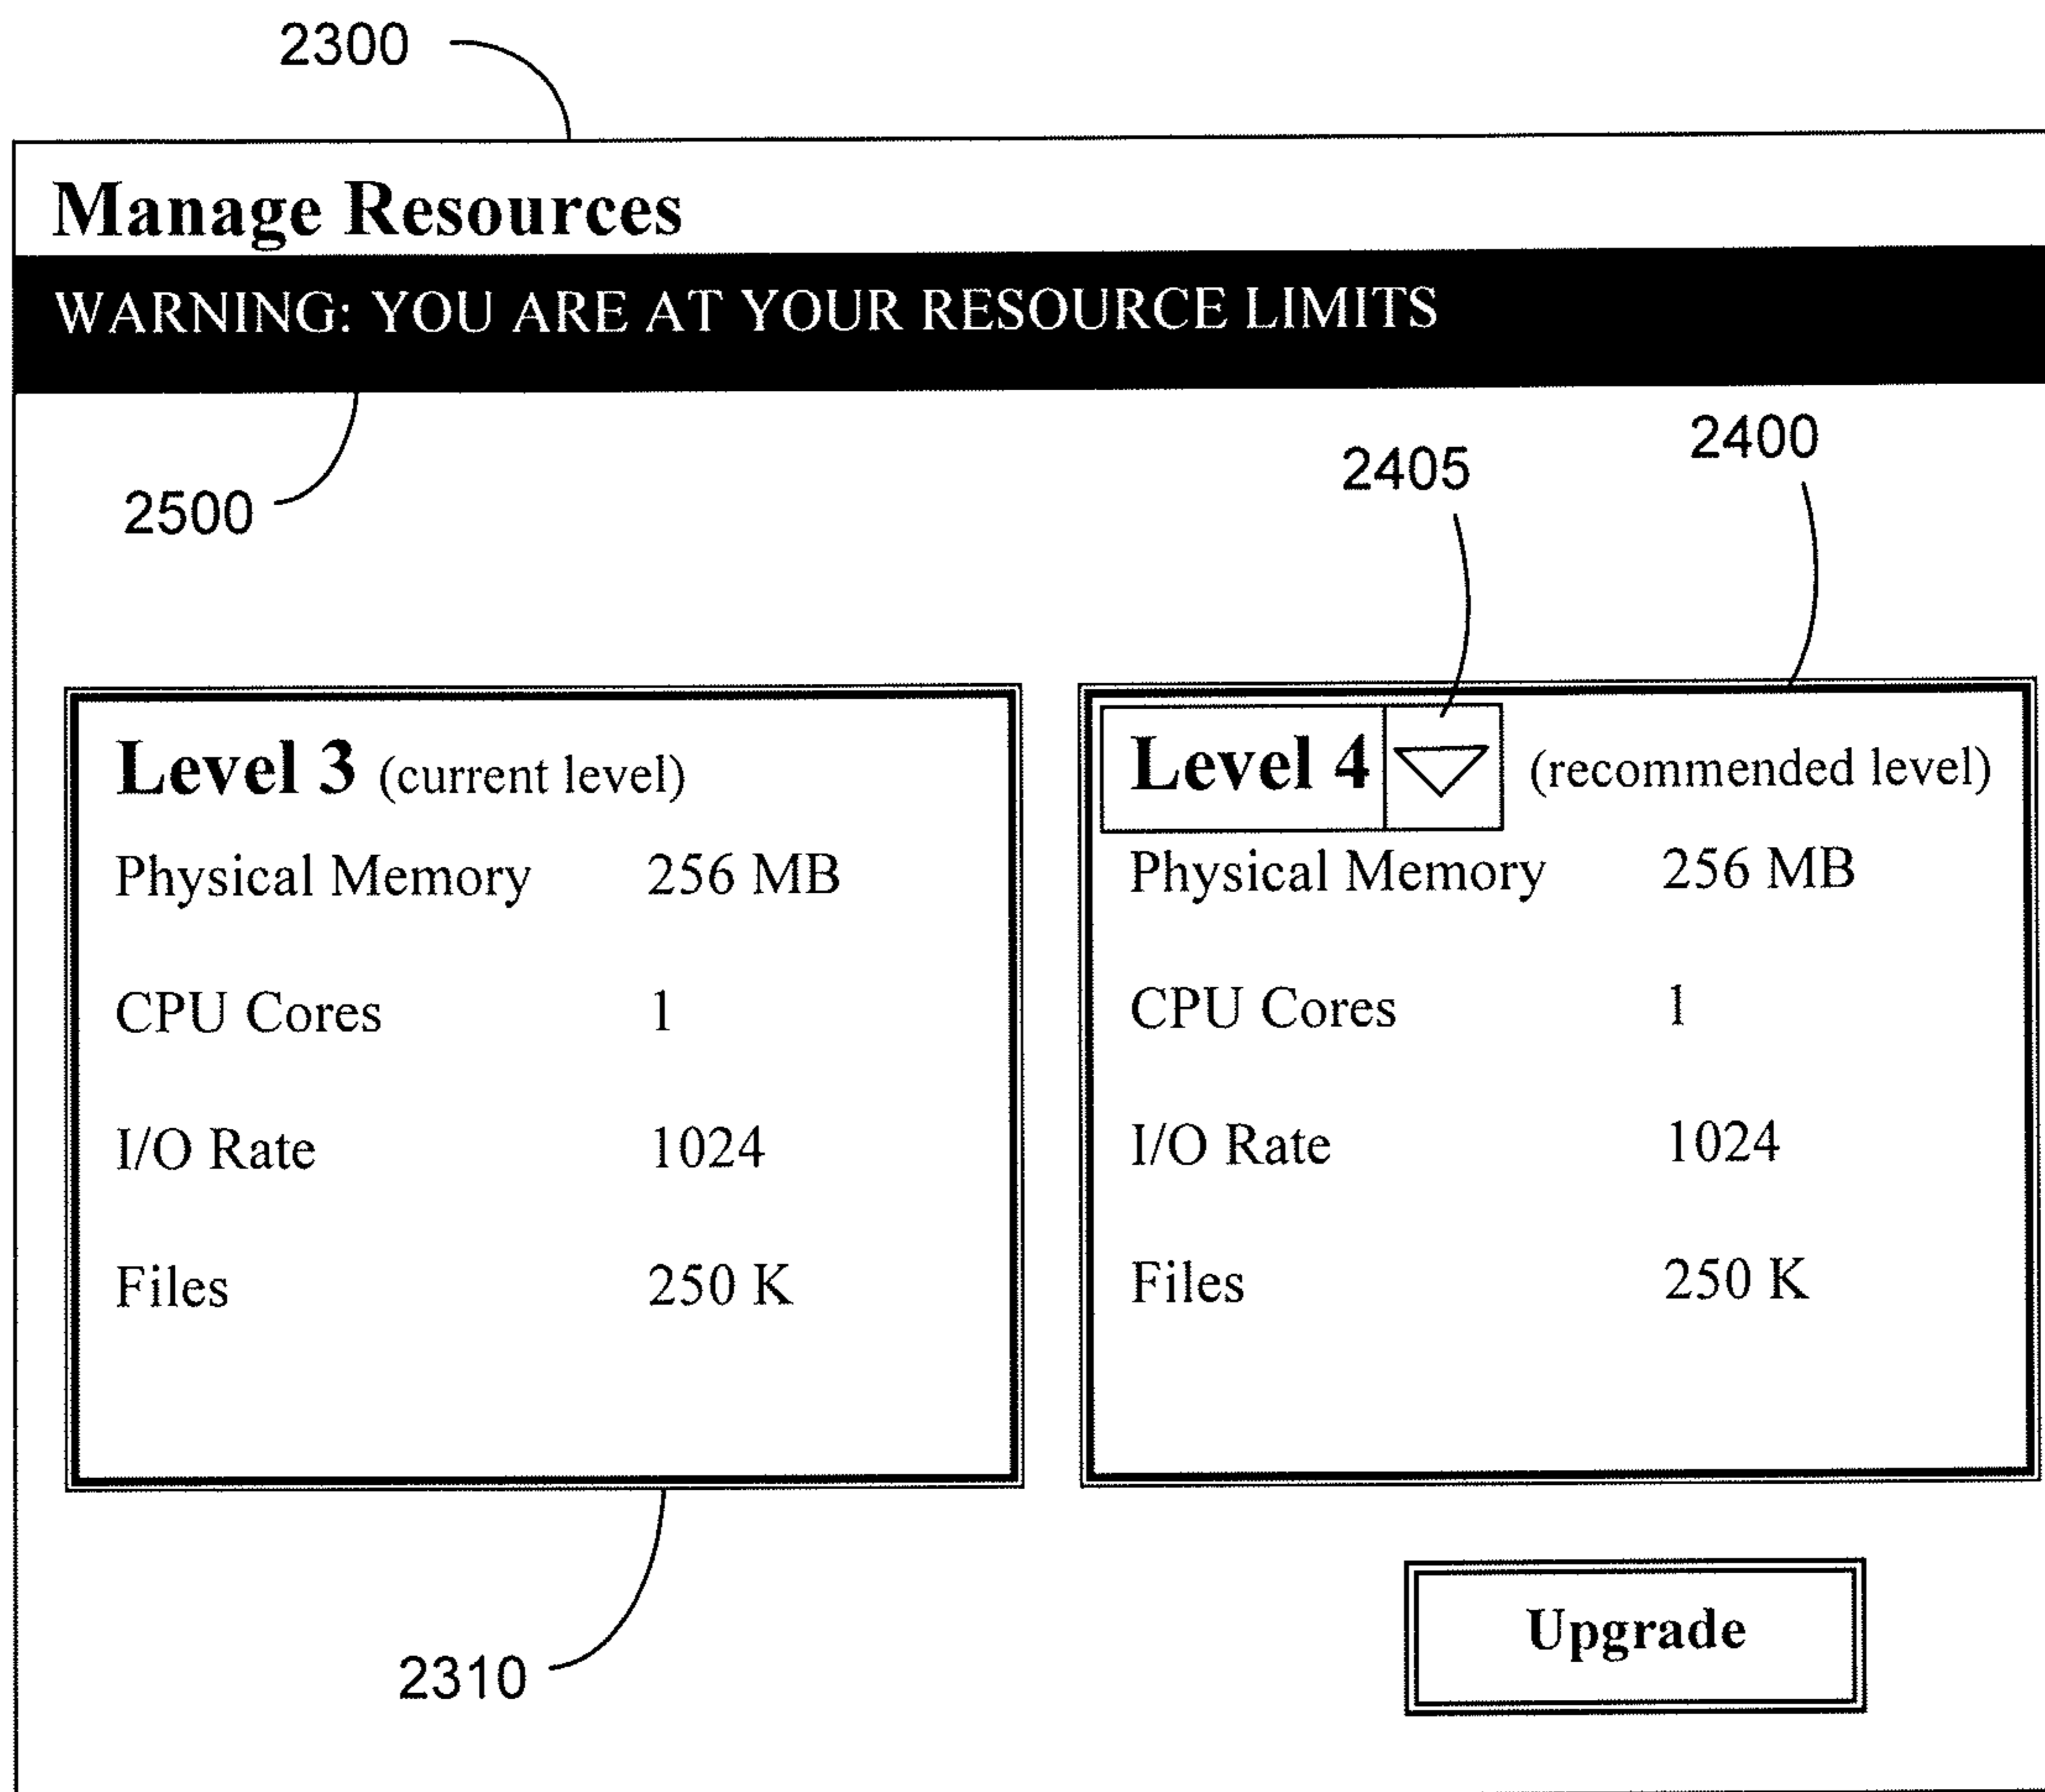 2300
Manage Resources
WARNING: YOU ARE AT YOUR RESOURCE LIMITS
2500
2405
2400
Level 3 (current level)
Physical Memory 256 MB
CPU Cores 1
I/O Rate 1024
Files 250 K
Level 4 (recommended level)
Physical Memory 256 MB
CPU Cores 1
I/O Rate 1024
Files 250 K
2310
Upgrade